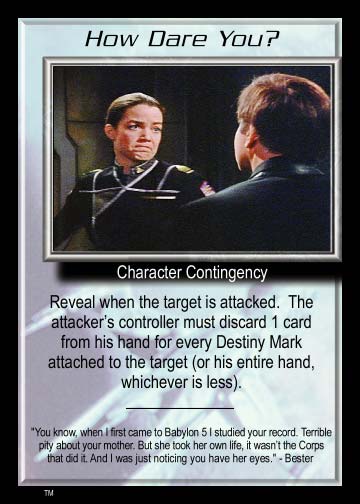 How Dare You?
Character Contingency
Reveal when the target is attacked. The
attacker's controller must discard 1 card
from his hand for every Destiny Mark
attached to the target (or his entire hand,
whichever is less).
"You know, when I first came to Babylon 5 I studied your record. Terrible
pity about your mother. But she took her own life, it wasn't the Corps
that did it. And I was just noticing you have her eyes." - Bester
TM